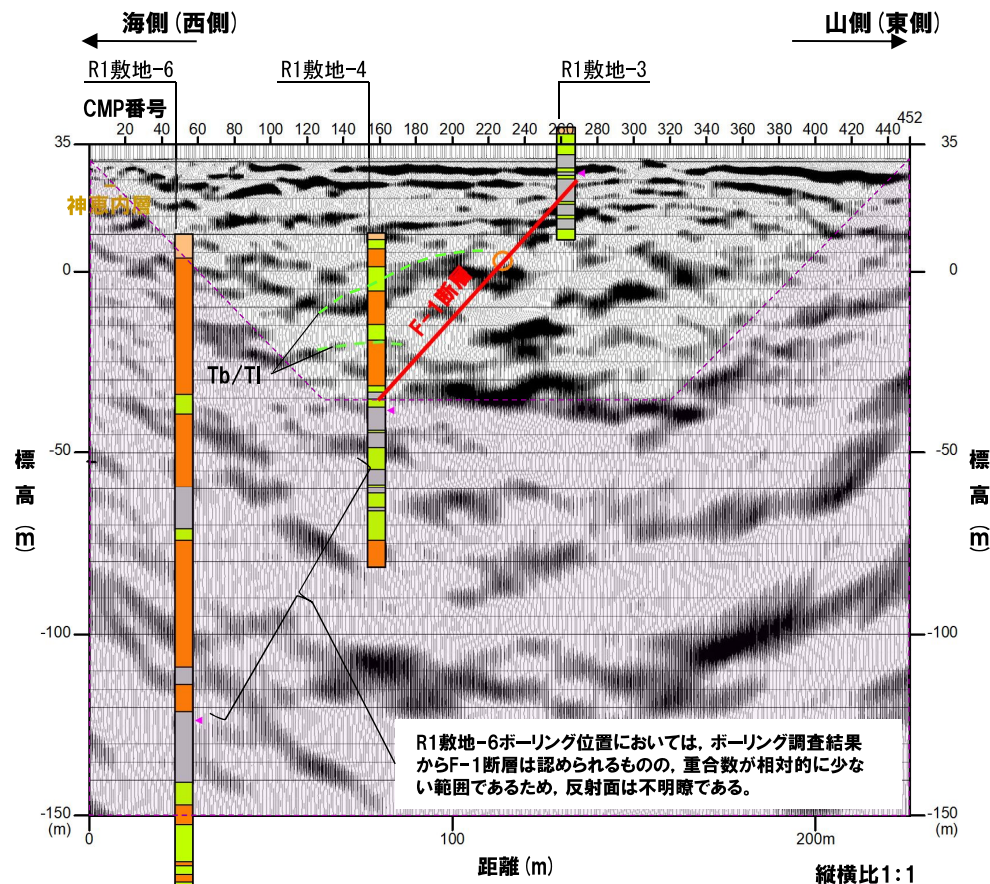 海側(西側)
山側(東側)
R1敷地-6
R1敷地-4
R1敷地-3
CMP番号
20 40 60 80 100 120 140 160 180 200 220 240 260 280 300 320 340 360 380 400 420 440 452
35
35
神恵内層
0
0
F-1断層
Tb/Tl
-50
-50
標高(m)
標高(m)
-100
-100
R1敷地-6ボーリング位置においては,ボーリング調査結果
からF-1断層は認められるものの,重合数が相対的に少な
い範囲であるため,反射面は不明瞭である。
-150
(m)
-150
(m)
0
100
200m
距離(m)
縦横比1:1